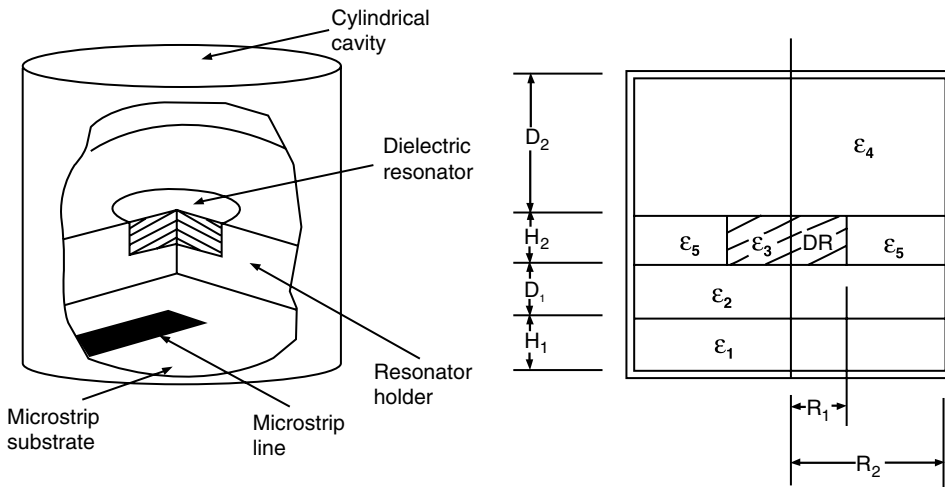 Cylindrical
cavity
Dielectric
resonator
Resonator
holder
Microstrip
line
Microstrip
substrate
D₂
H₂
D₁
H₁
ε₄
ε₅
ε₃
DR
ε₅
ε₂
ε₁
R₁
R₂